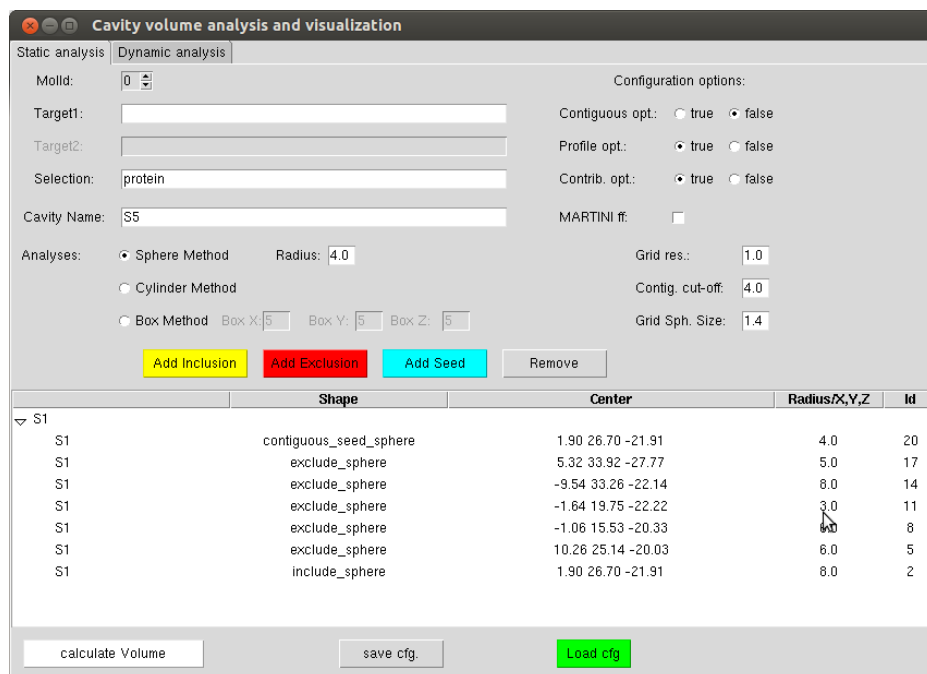 Cavity volume analysis and visualization
Static analysis Dynamic analysis
MolId: 0 Configuration options:
Target1: Contiguous opt.: true false
Target2: Profile opt.: true false
Selection: protein Contrib. opt.: true false
Cavity Name: S5 MARTINI ff:
Analyses: Sphere Method Radius: 4.0 Grid res.: 1.0
Cylinder Method Contig. cut-off: 4.0
Box Method Box X: 5 Box Y: 5 Box Z: 5 Grid Sph. Size: 1.4
Add Inclusion Add Exclusion Add Seed Remove
Shape Center Radius/X,Y,Z Id
S1
S1 contiguous_seed_sphere 1.90 26.70 -21.91 4.0 20
S1 exclude_sphere 5.32 33.92 -27.77 5.0 17
S1 exclude_sphere -9.54 33.26 -22.14 8.0 14
S1 exclude_sphere -1.64 19.75 -22.22 3.0 11
S1 exclude_sphere -1.06 15.53 -20.33 8
S1 exclude_sphere 10.26 25.14 -20.03 6.0 5
S1 include_sphere 1.90 26.70 -21.91 8.0 2
calculate Volume save cfg. Load cfg